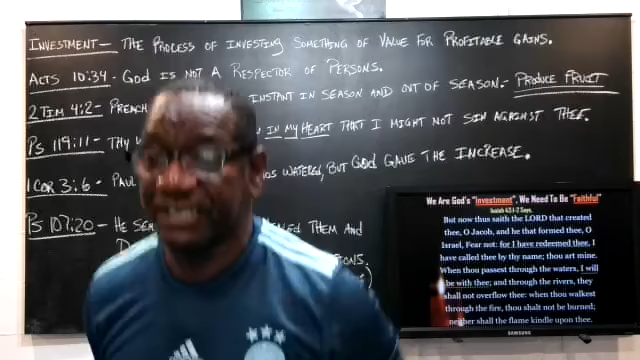 INVESTMENT — THE PROCESS OF INVESTING SOMETHING OF VALUE FOR PROFITABLE GAINS.
ACTS 10:34 - GOD IS NOT A RESPECTOR OF PERSONS.
2 TIM 4:2 - PREACH INSTANT IN SEASON AND OUT OF SEASON. - PRODUCE FRUIT
PS 119:11 - THY IN MY HEART THAT I MIGHT NOT SIN AGAINST THEE.
1 COR 3:6 - PAUL WATERED, BUT GOD GAVE THE INCREASE.
PS 107:20 - HE THEM AND
We Are God's "Investment", We Need To Be "Faithful"
Isaiah 43:1-2 Says,
But now thus saith the LORD that created
thee, O Jacob, and he that formed thee, O
Israel, Fear not: for I have redeemed thee, I
have called thee by thy name; thou art mine.
When thou passest through the waters, I will
be with thee; and through the rivers, they
shall not overflow thee: when thou walkest
through the fire, thou shalt not be burned;
neither shall the flame kindle upon thee.
SAMSUNG
adidas